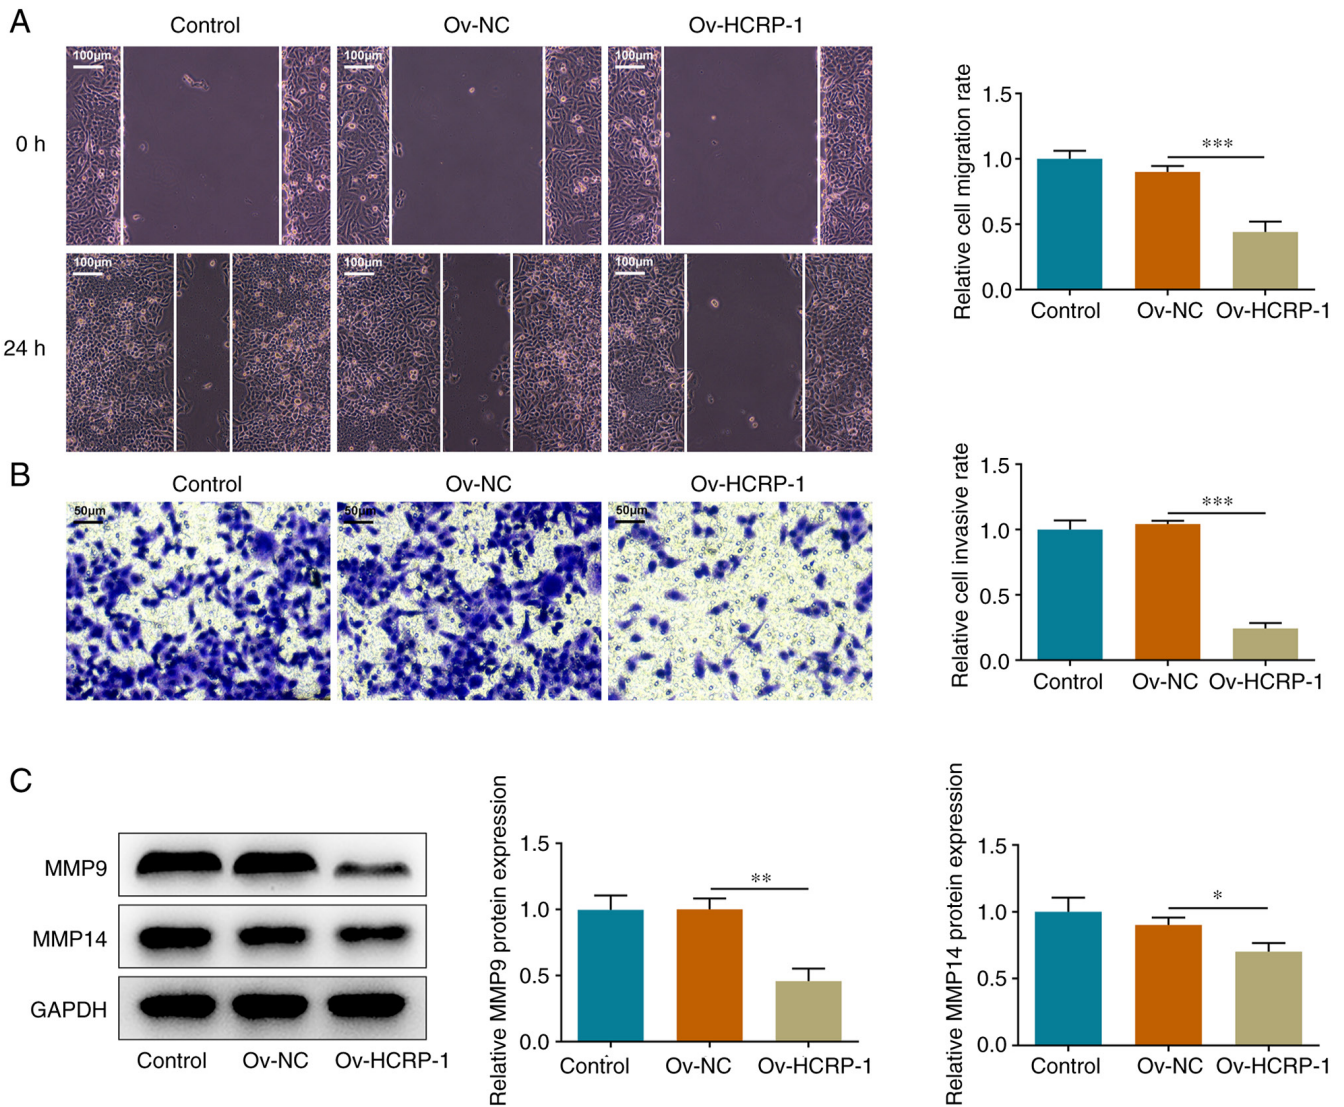 A
Control
Ov-NC
Ov-HCRP-1
0 h
100μm
100μm
100μm
24 h
100μm
100μm
100μm
Relative cell migration rate
1.5
1.0
0.5
0.0
***
Control
Ov-NC
Ov-HCRP-1
B
Control
Ov-NC
Ov-HCRP-1
50μm
50μm
50μm
Relative cell invasive rate
1.5
1.0
0.5
0.0
***
Control
Ov-NC
Ov-HCRP-1
C
MMP9
MMP14
GAPDH
Control
Ov-NC
Ov-HCRP-1
Relative MMP9 protein expression
1.5
1.0
0.5
0.0
**
Control
Ov-NC
Ov-HCRP-1
Relative MMP14 protein expression
1.5
1.0
0.5
0.0
*
Control
Ov-NC
Ov-HCRP-1